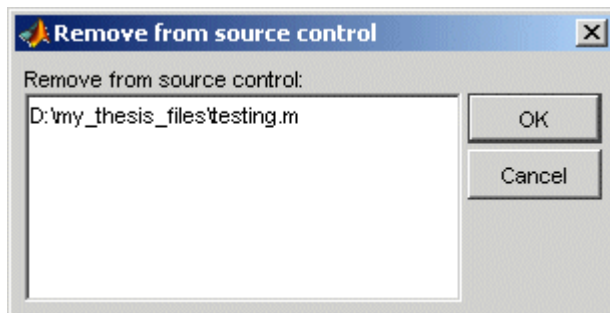 Remove from source control
Remove from source control:
D:\my_thesis_files\testing.m
OK
Cancel